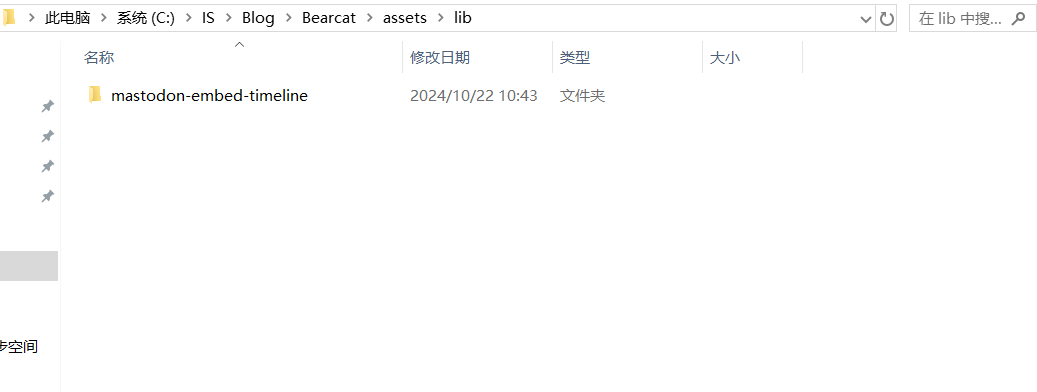 此电脑 系统 (C:) IS Blog Bearcat assets lib 在 lib 中搜...
名称 修改日期 类型 大小
mastodon-embed-timeline 2024/10/22 10:43 文件夹
步空间